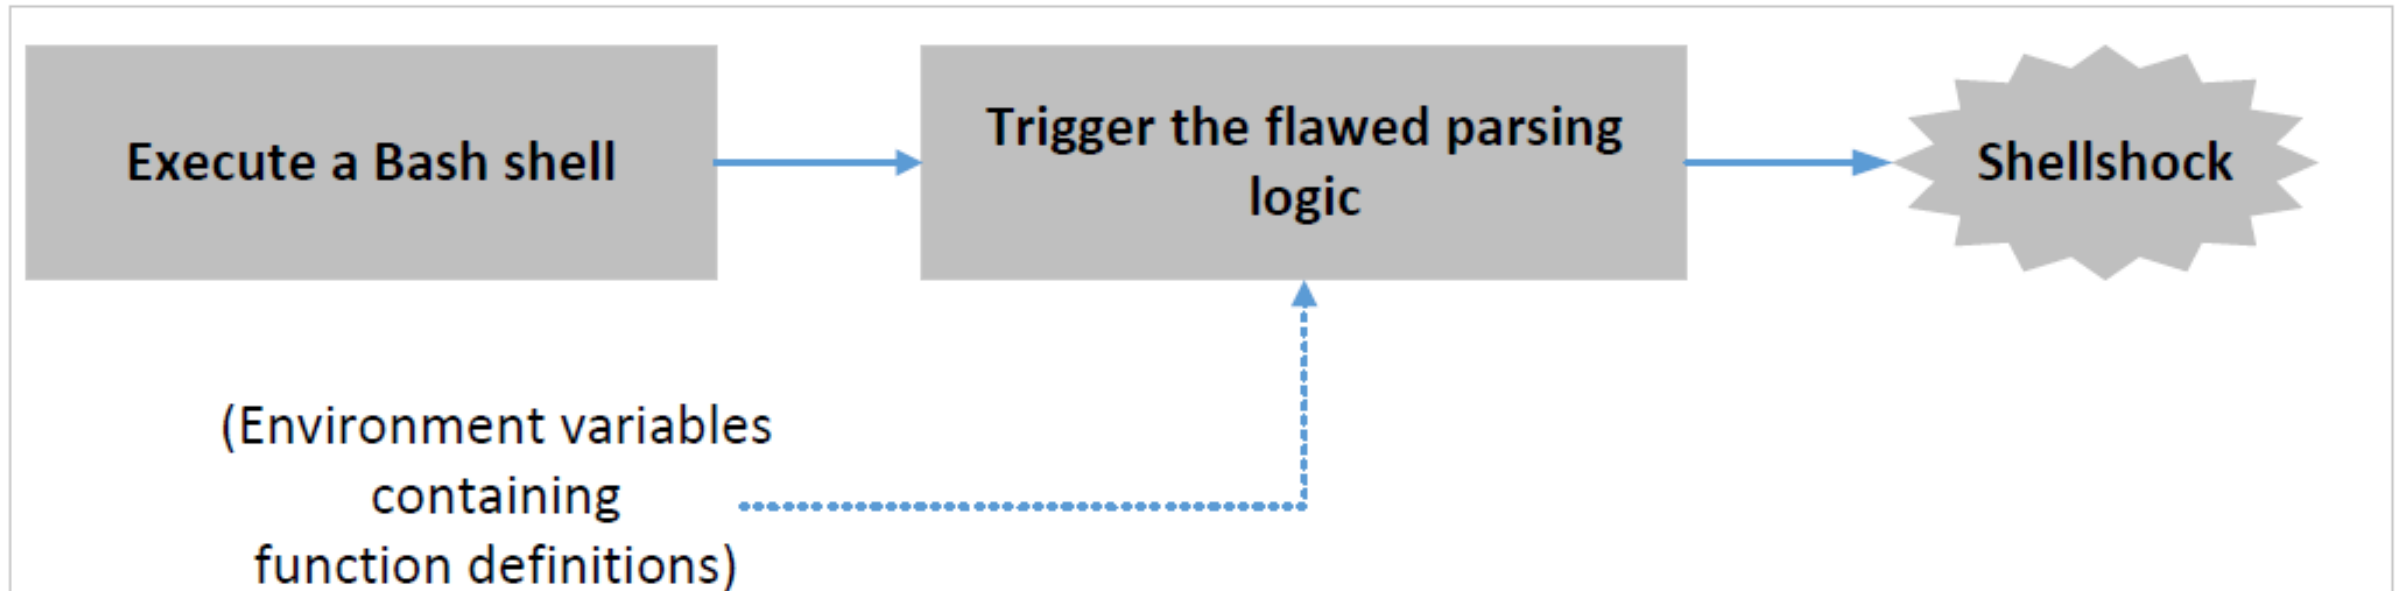 Execute a Bash shell
Trigger the flawed parsing
logic
Shellshock
(Environment variables
containing
function definitions)